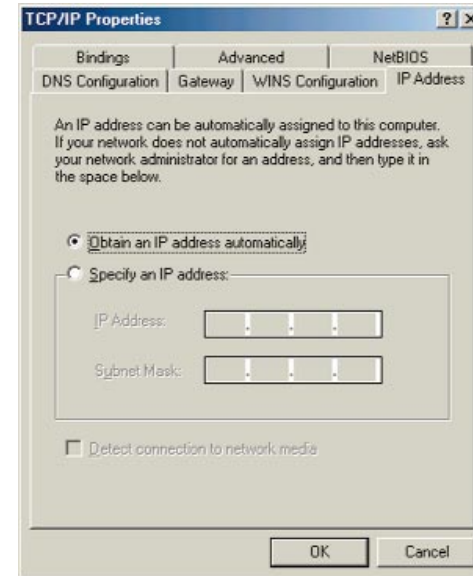 TCP/IP Properties
Bindings Advanced NetBIOS
DNS Configuration Gateway WINS Configuration IP Address
An IP address can be automatically assigned to this computer.
If your network does not automatically assign IP addresses, ask
your network administrator for an address, and then type it in
the space below.
Obtain an IP address automatically
Specify an IP address:
IP Address:
Subnet Mask:
Detect connection to network media
OK Cancel